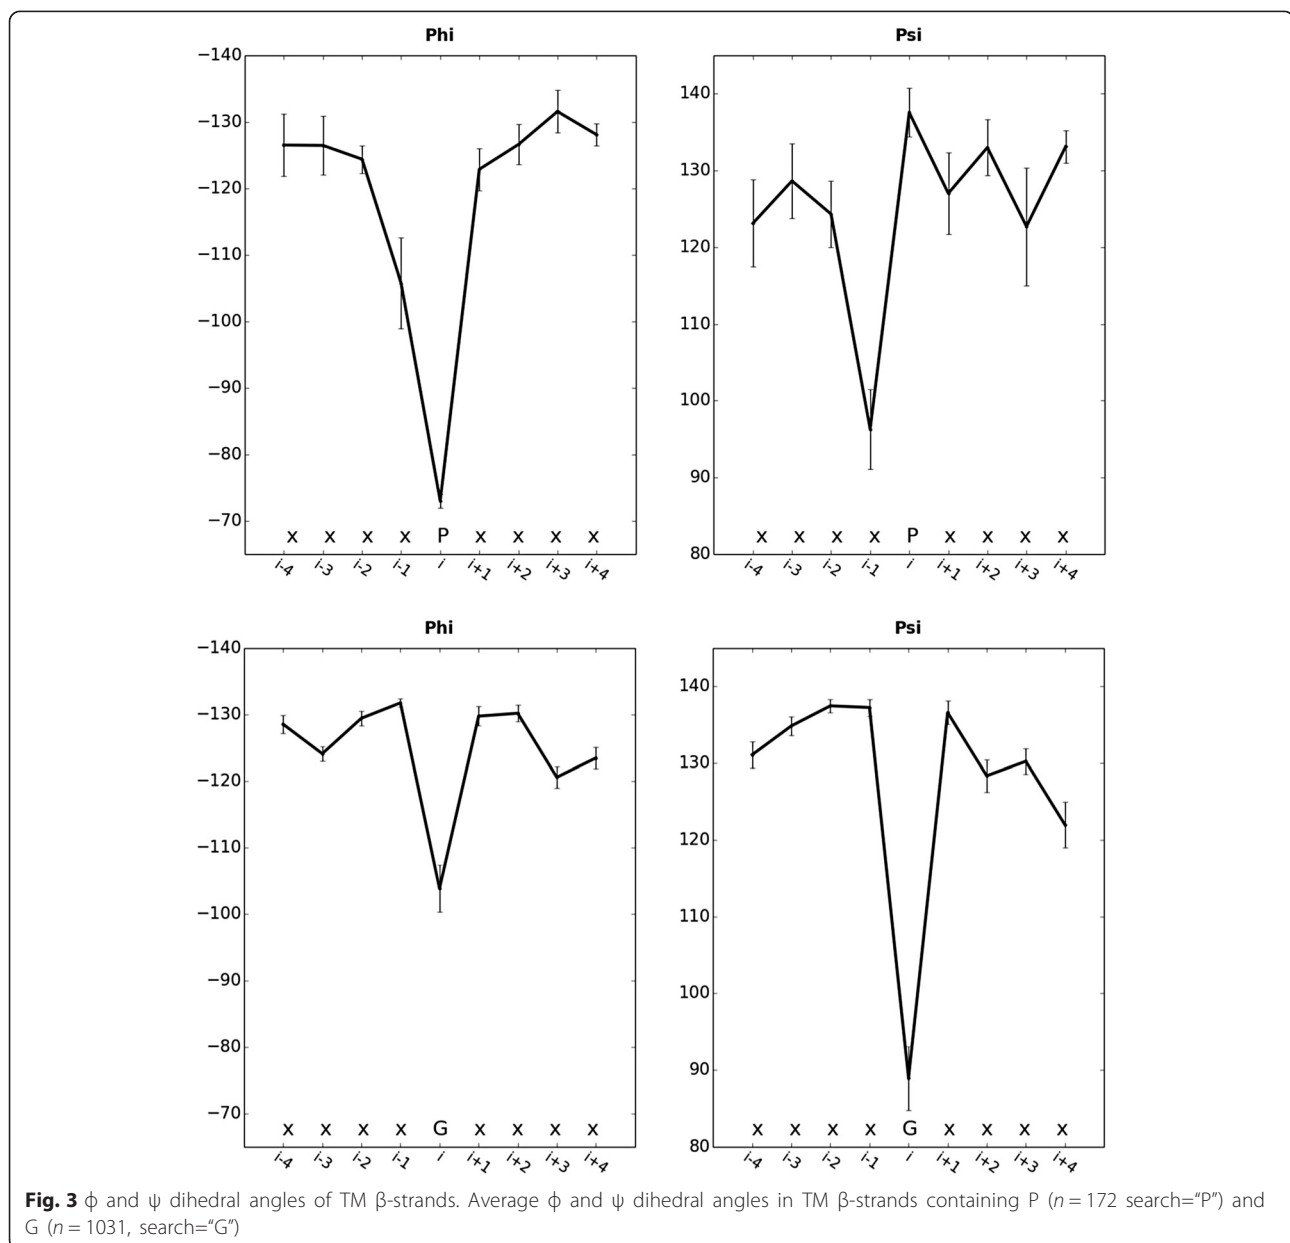 Phi
−140
−130
−120
−110
−100
−90
−80
−70
x x x x P x x x x
i-4 i-3 i-2 i-1 i i+1 i+2 i+3 i+4
Psi
140
130
120
110
100
90
80
x x x x P x x x x
i-4 i-3 i-2 i-1 i i+1 i+2 i+3 i+4
Phi
−140
−130
−120
−110
−100
−90
−80
−70
x x x x G x x x x
i-4 i-3 i-2 i-1 i i+1 i+2 i+3 i+4
Psi
140
130
120
110
100
90
80
x x x x G x x x x
i-4 i-3 i-2 i-1 i i+1 i+2 i+3 i+4
Fig. 3 ϕ and ψ dihedral angles of TM β-strands. Average ϕ and ψ dihedral angles in TM β-strands containing P (n = 172 search=“P”) and
G (n = 1031, search=“G”)